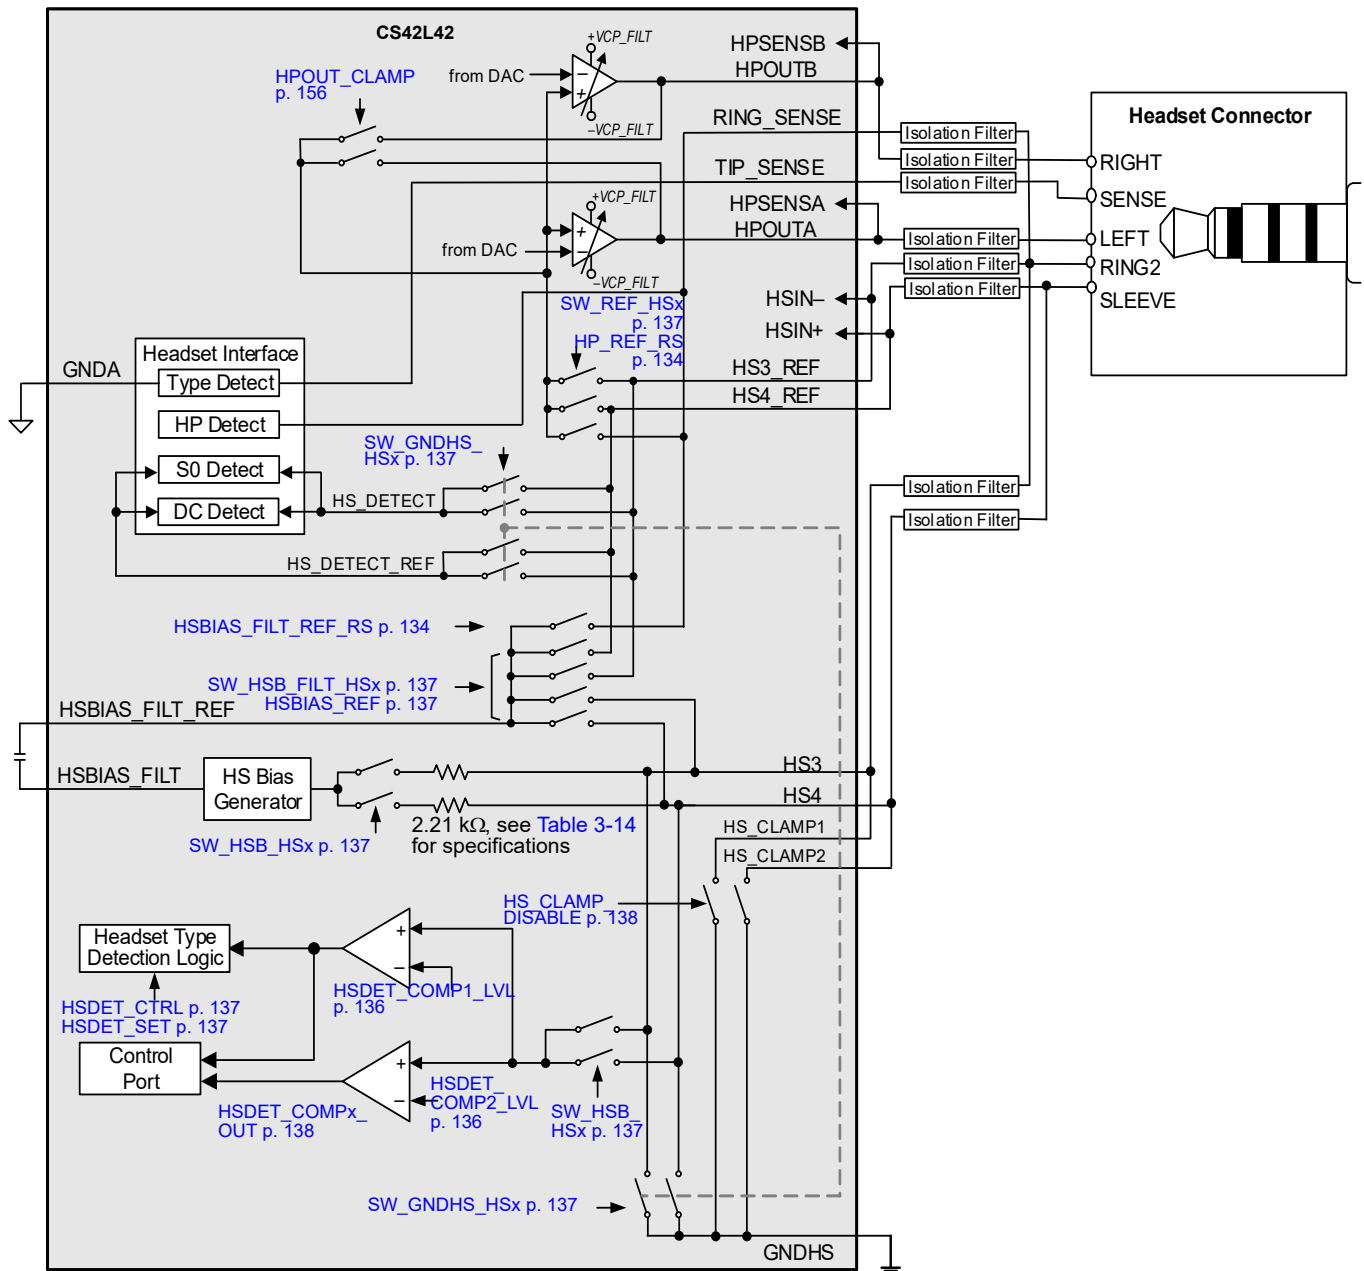 CS42L42
+VCP_FILT
HPSENSB
HPOUTB
HPOUT_CLAMP
p. 156
from DAC
−
+
–VCP_FILT
RING_SENSE
Isolation Filter
Headset Connector
Isolation Filter
RIGHT
TIP_SENSE
Isolation Filter
SENSE
+VCP_FILT
HPSENSA
HPOUTA
+
−
from DAC
Isolation Filter
LEFT
Isolation Filter
RING2
–VCP_FILT
Isolation Filter
SLEEVE
SW_REF_HSx
p. 137
HP_REF_RS
p. 134
HSIN–
HSIN+
HS3_REF
HS4_REF
GNDA
Headset Interface
Type Detect
HP Detect
S0 Detect
DC Detect
SW_GNDHS_
HSx p. 137
HS_DETECT
HS_DETECT_REF
Isolation Filter
Isolation Filter
HSBIAS_FILT_REF_RS p. 134
SW_HSB_FILT_HSx p. 137
HSBIAS_REF p. 137
HSBIAS_FILT_REF
HSBIAS_FILT
HS Bias
Generator
HS3
HS4
2.21 kΩ, see Table 3-14
for specifications
SW_HSB_HSx p. 137
HS_CLAMP1
HS_CLAMP2
HS_CLAMP_
DISABLE p. 138
Headset Type
Detection Logic
+
−
HSDET_COMP1_LVL
p. 136
HSDET_CTRL p. 137
HSDET_SET p. 137
Control
Port
+
−
HSDET_
COMP2_LVL
p. 136
HSDET_COMPx_
OUT p. 138
SW_HSB_
HSx p. 137
SW_GNDHS_HSx p. 137
GNDHS